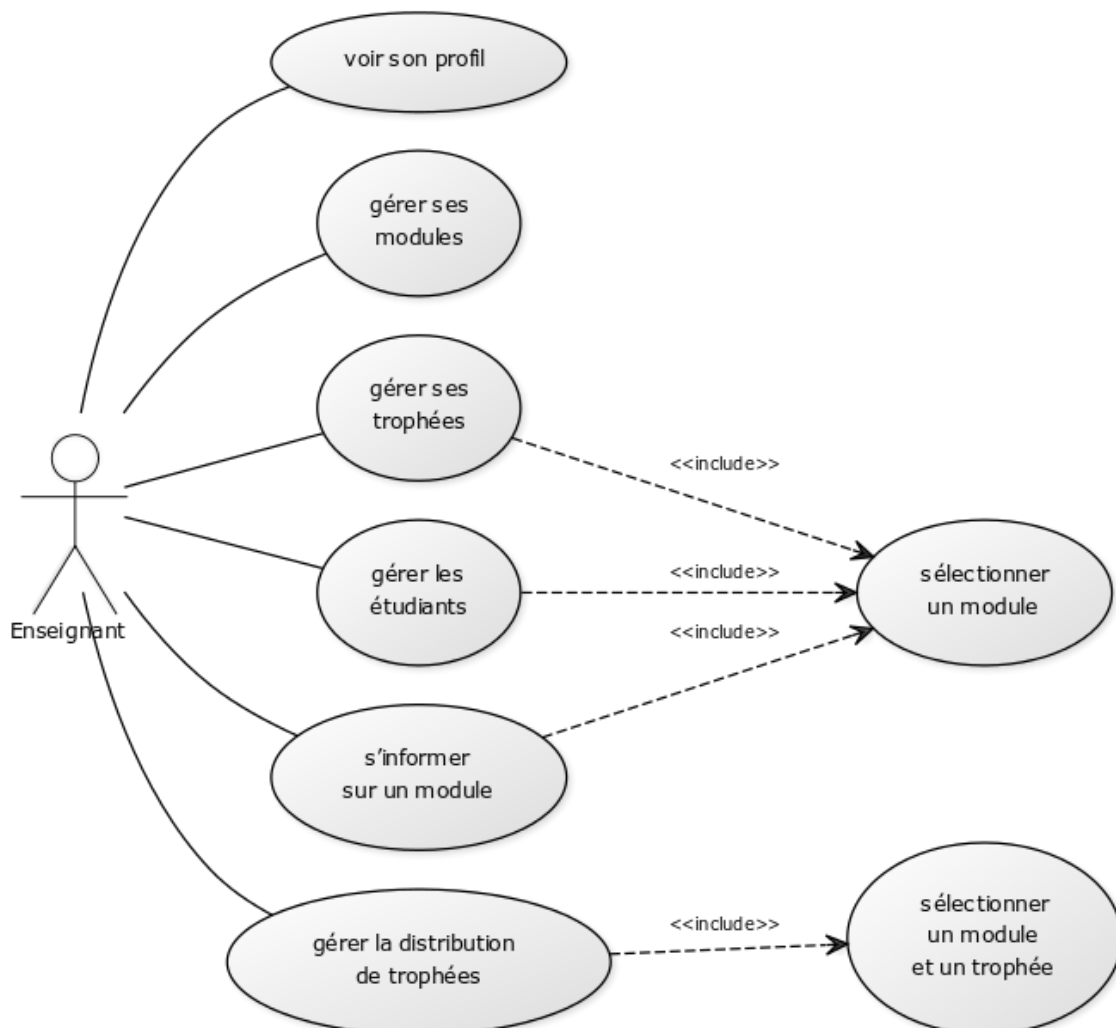 voir son profil
gérer ses
modules
gérer ses
trophées
<<include>>
gérer les
étudiants
<<include>>
sélectionner
un module
<<include>>
Enseignant
s'informer
sur un module
gérer la distribution
de trophées
<<include>>
sélectionner
un module
et un trophée